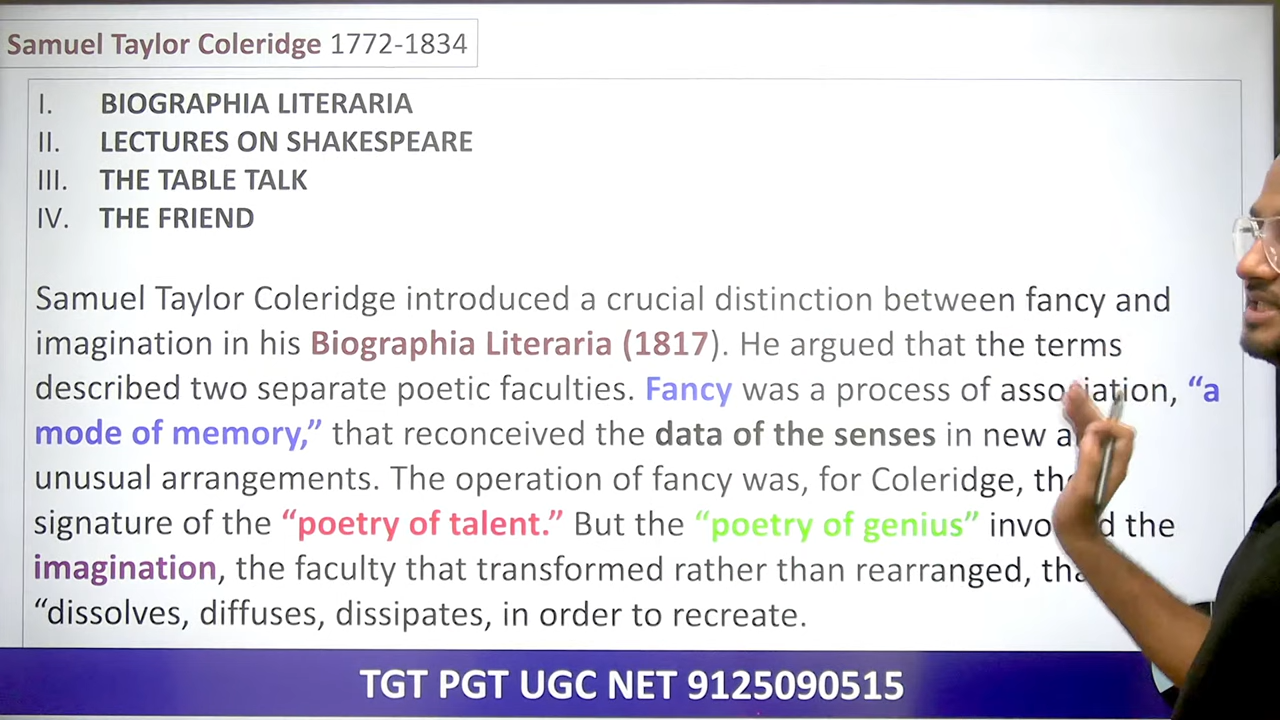 Samuel Taylor Coleridge 1772-1834
I. BIOGRAPHIA LITERARIA
II. LECTURES ON SHAKESPEARE
III. THE TABLE TALK
IV. THE FRIEND
Samuel Taylor Coleridge introduced a crucial distinction between fancy and
imagination in his Biographia Literaria (1817). He argued that the terms
described two separate poetic faculties. Fancy was a process of association, “a
mode of memory,” that reconceived the data of the senses in new
unusual arrangements. The operation of fancy was, for Coleridge,
signature of the “poetry of talent.” But the “poetry of genius” the
imagination, the faculty that transformed rather than rearranged,
“dissolves, diffuses, dissipates, in order to recreate.
TGT PGT UGC NET 9125090515